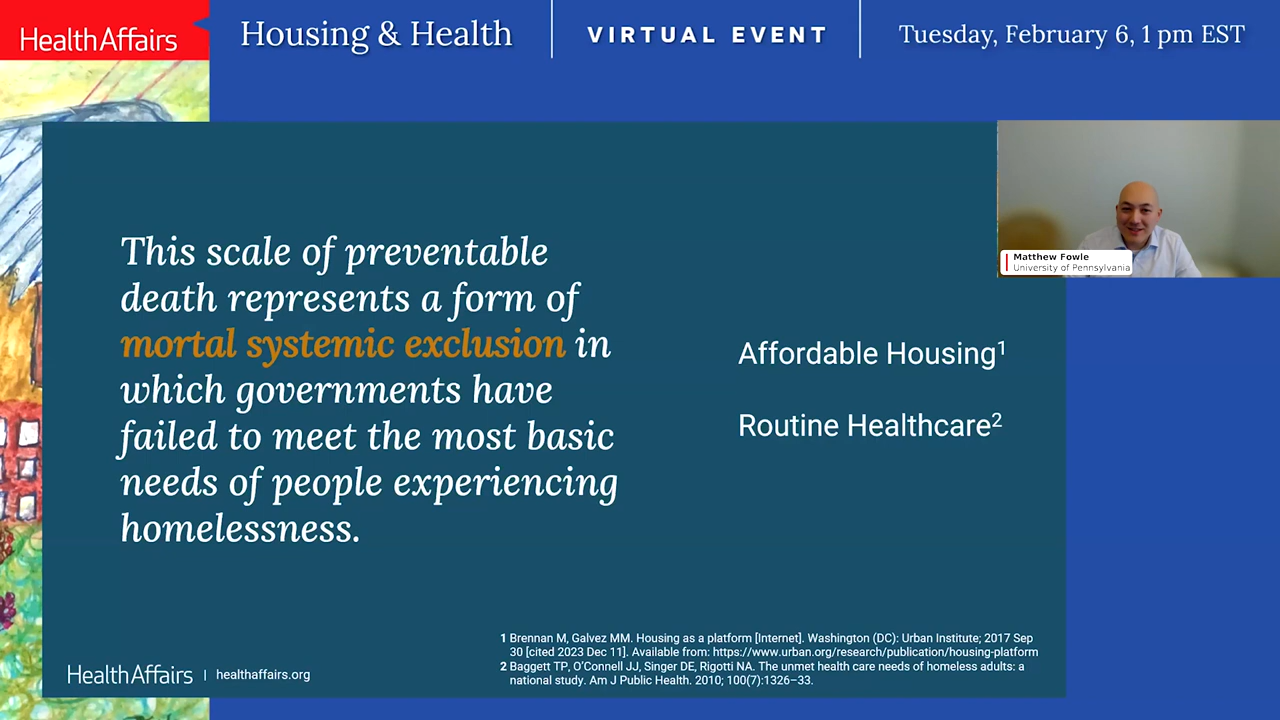 HealthAffairs
Housing & Health
VIRTUAL EVENT
Tuesday, February 6, 1 pm EST
Matthew Fowle
University of Pennsylvania
This scale of preventable
death represents a form of
mortal systemic exclusion in
which governments have
failed to meet the most basic
needs of people experiencing
homelessness.
Affordable Housing¹
Routine Healthcare²
1 Brennan M, Galvez MM. Housing as a platform [Internet]. Washington (DC): Urban Institute; 2017 Sep
30 [cited 2023 Dec 11]. Available from: https://www.urban.org/research/publication/housing-platform
2 Baggett TP, O’Connell JJ, Singer DE, Rigotti NA. The unmet health care needs of homeless adults: a
national study. Am J Public Health. 2010; 100(7):1326–33.
HealthAffairs | healthaffairs.org